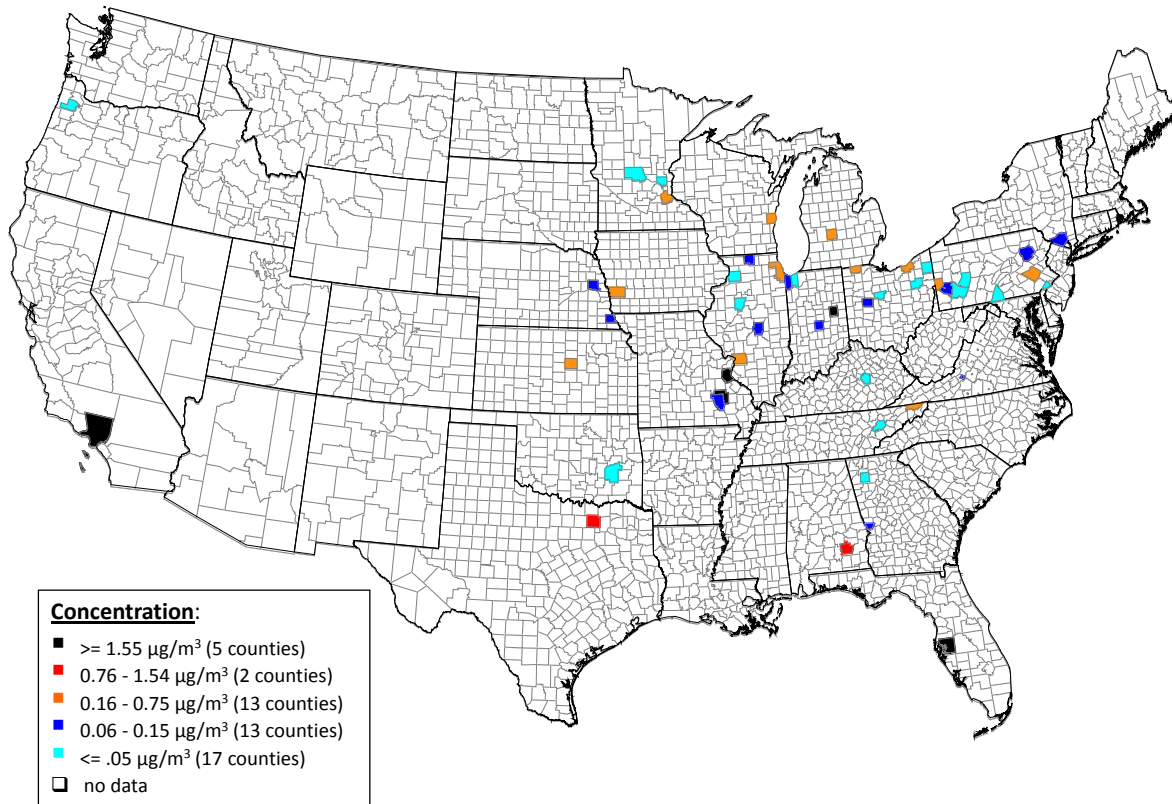 Concentration:
>= 1.55 µg/m³ (5 counties)
0.76 - 1.54 µg/m³ (2 counties)
0.16 - 0.75 µg/m³ (13 counties)
0.06 - 0.15 µg/m³ (13 counties)
<= .05 µg/m³ (17 counties)
no data